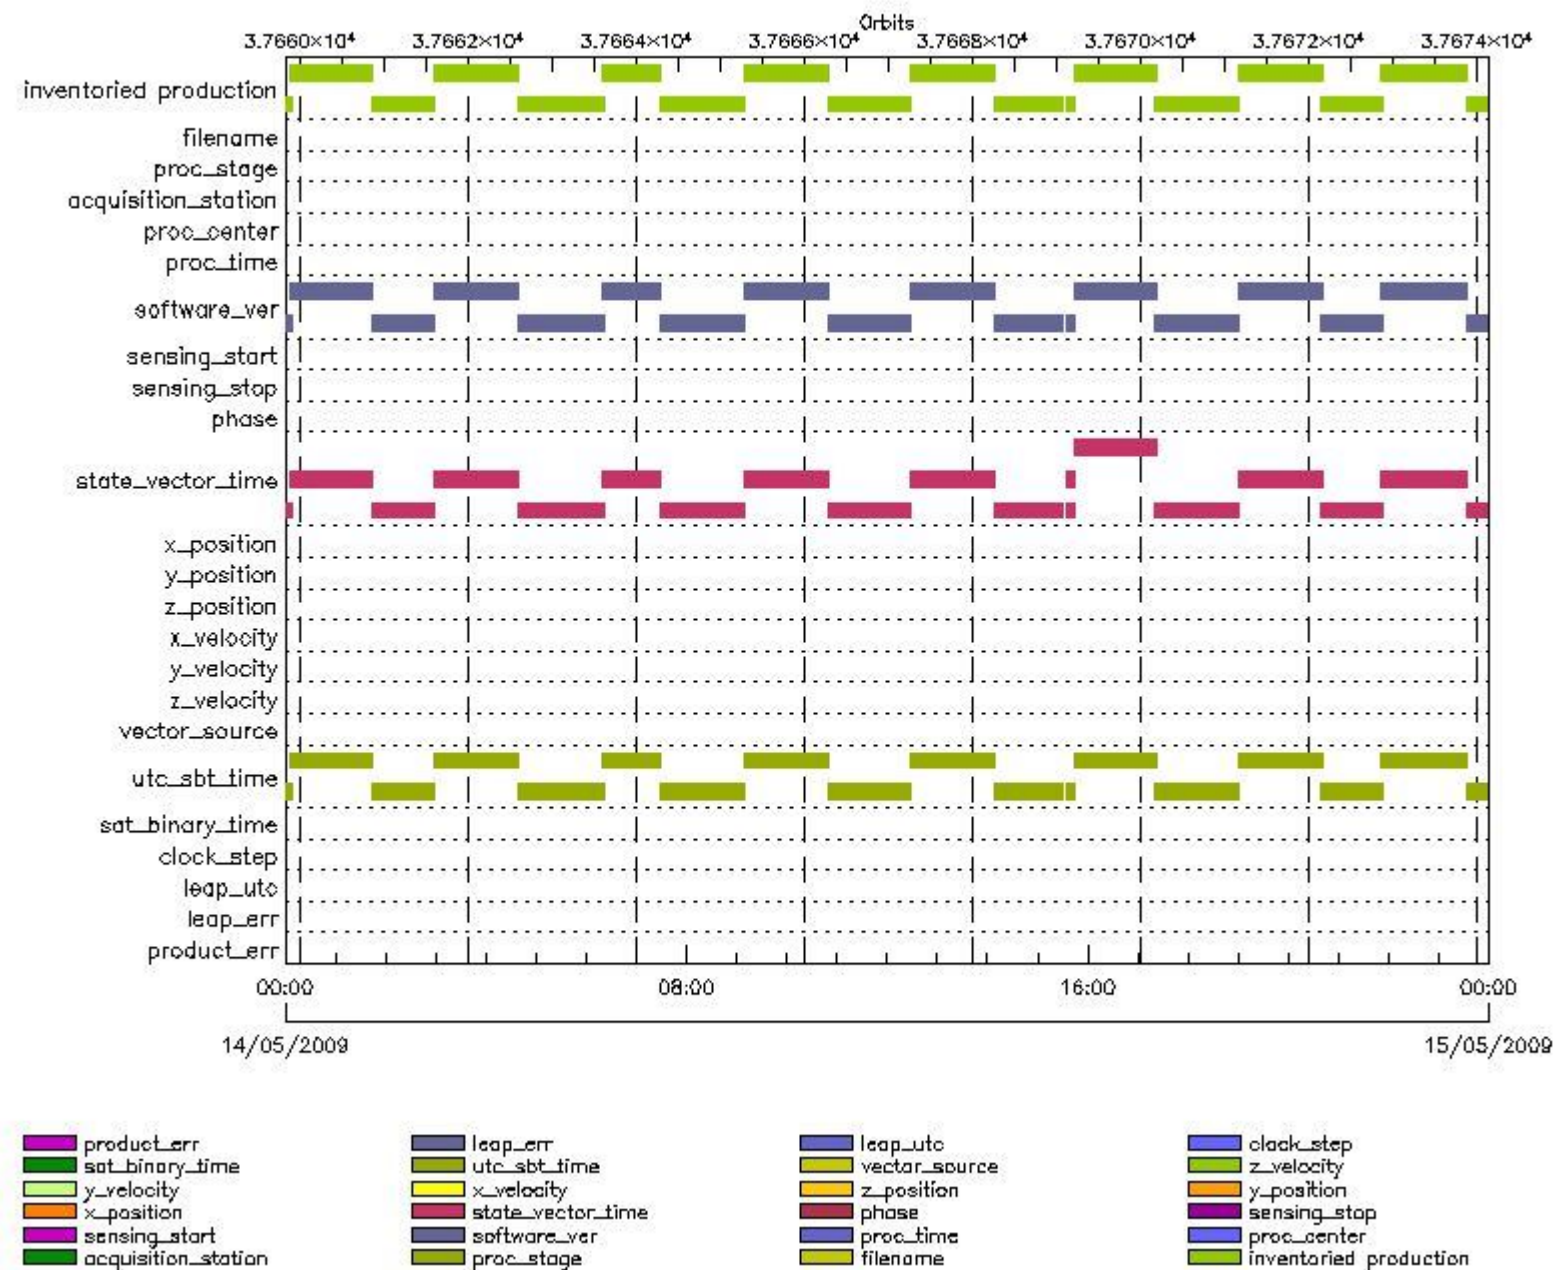 Orbits
3.7660×10⁴ 3.7662×10⁴ 3.7664×10⁴ 3.7666×10⁴ 3.7668×10⁴ 3.7670×10⁴ 3.7672×10⁴ 3.7674×10⁴
inventoried production
filename
proc_stage
acquisition_station
proc_center
proc_time
software_ver
sensing_start
sensing_stop
phase
state_vector_time
x_position
y_position
z_position
x_velocity
y_velocity
z_velocity
vector_source
utc_sbt_time
sat_binary_time
clock_step
leap_utc
leap_err
product_err
00:00 08:00 16:00 00:00
14/05/2009 15/05/2009
product_err leap_err leap_utc clock_step
sat_binary_time utc_sbt_time vector_source z_velocity
y_velocity x_velocity z_position y_position
x_position state_vector_time phase sensing_stop
sensing_start software_ver proc_time proc_center
acquisition_station proc_stage filename inventoried production